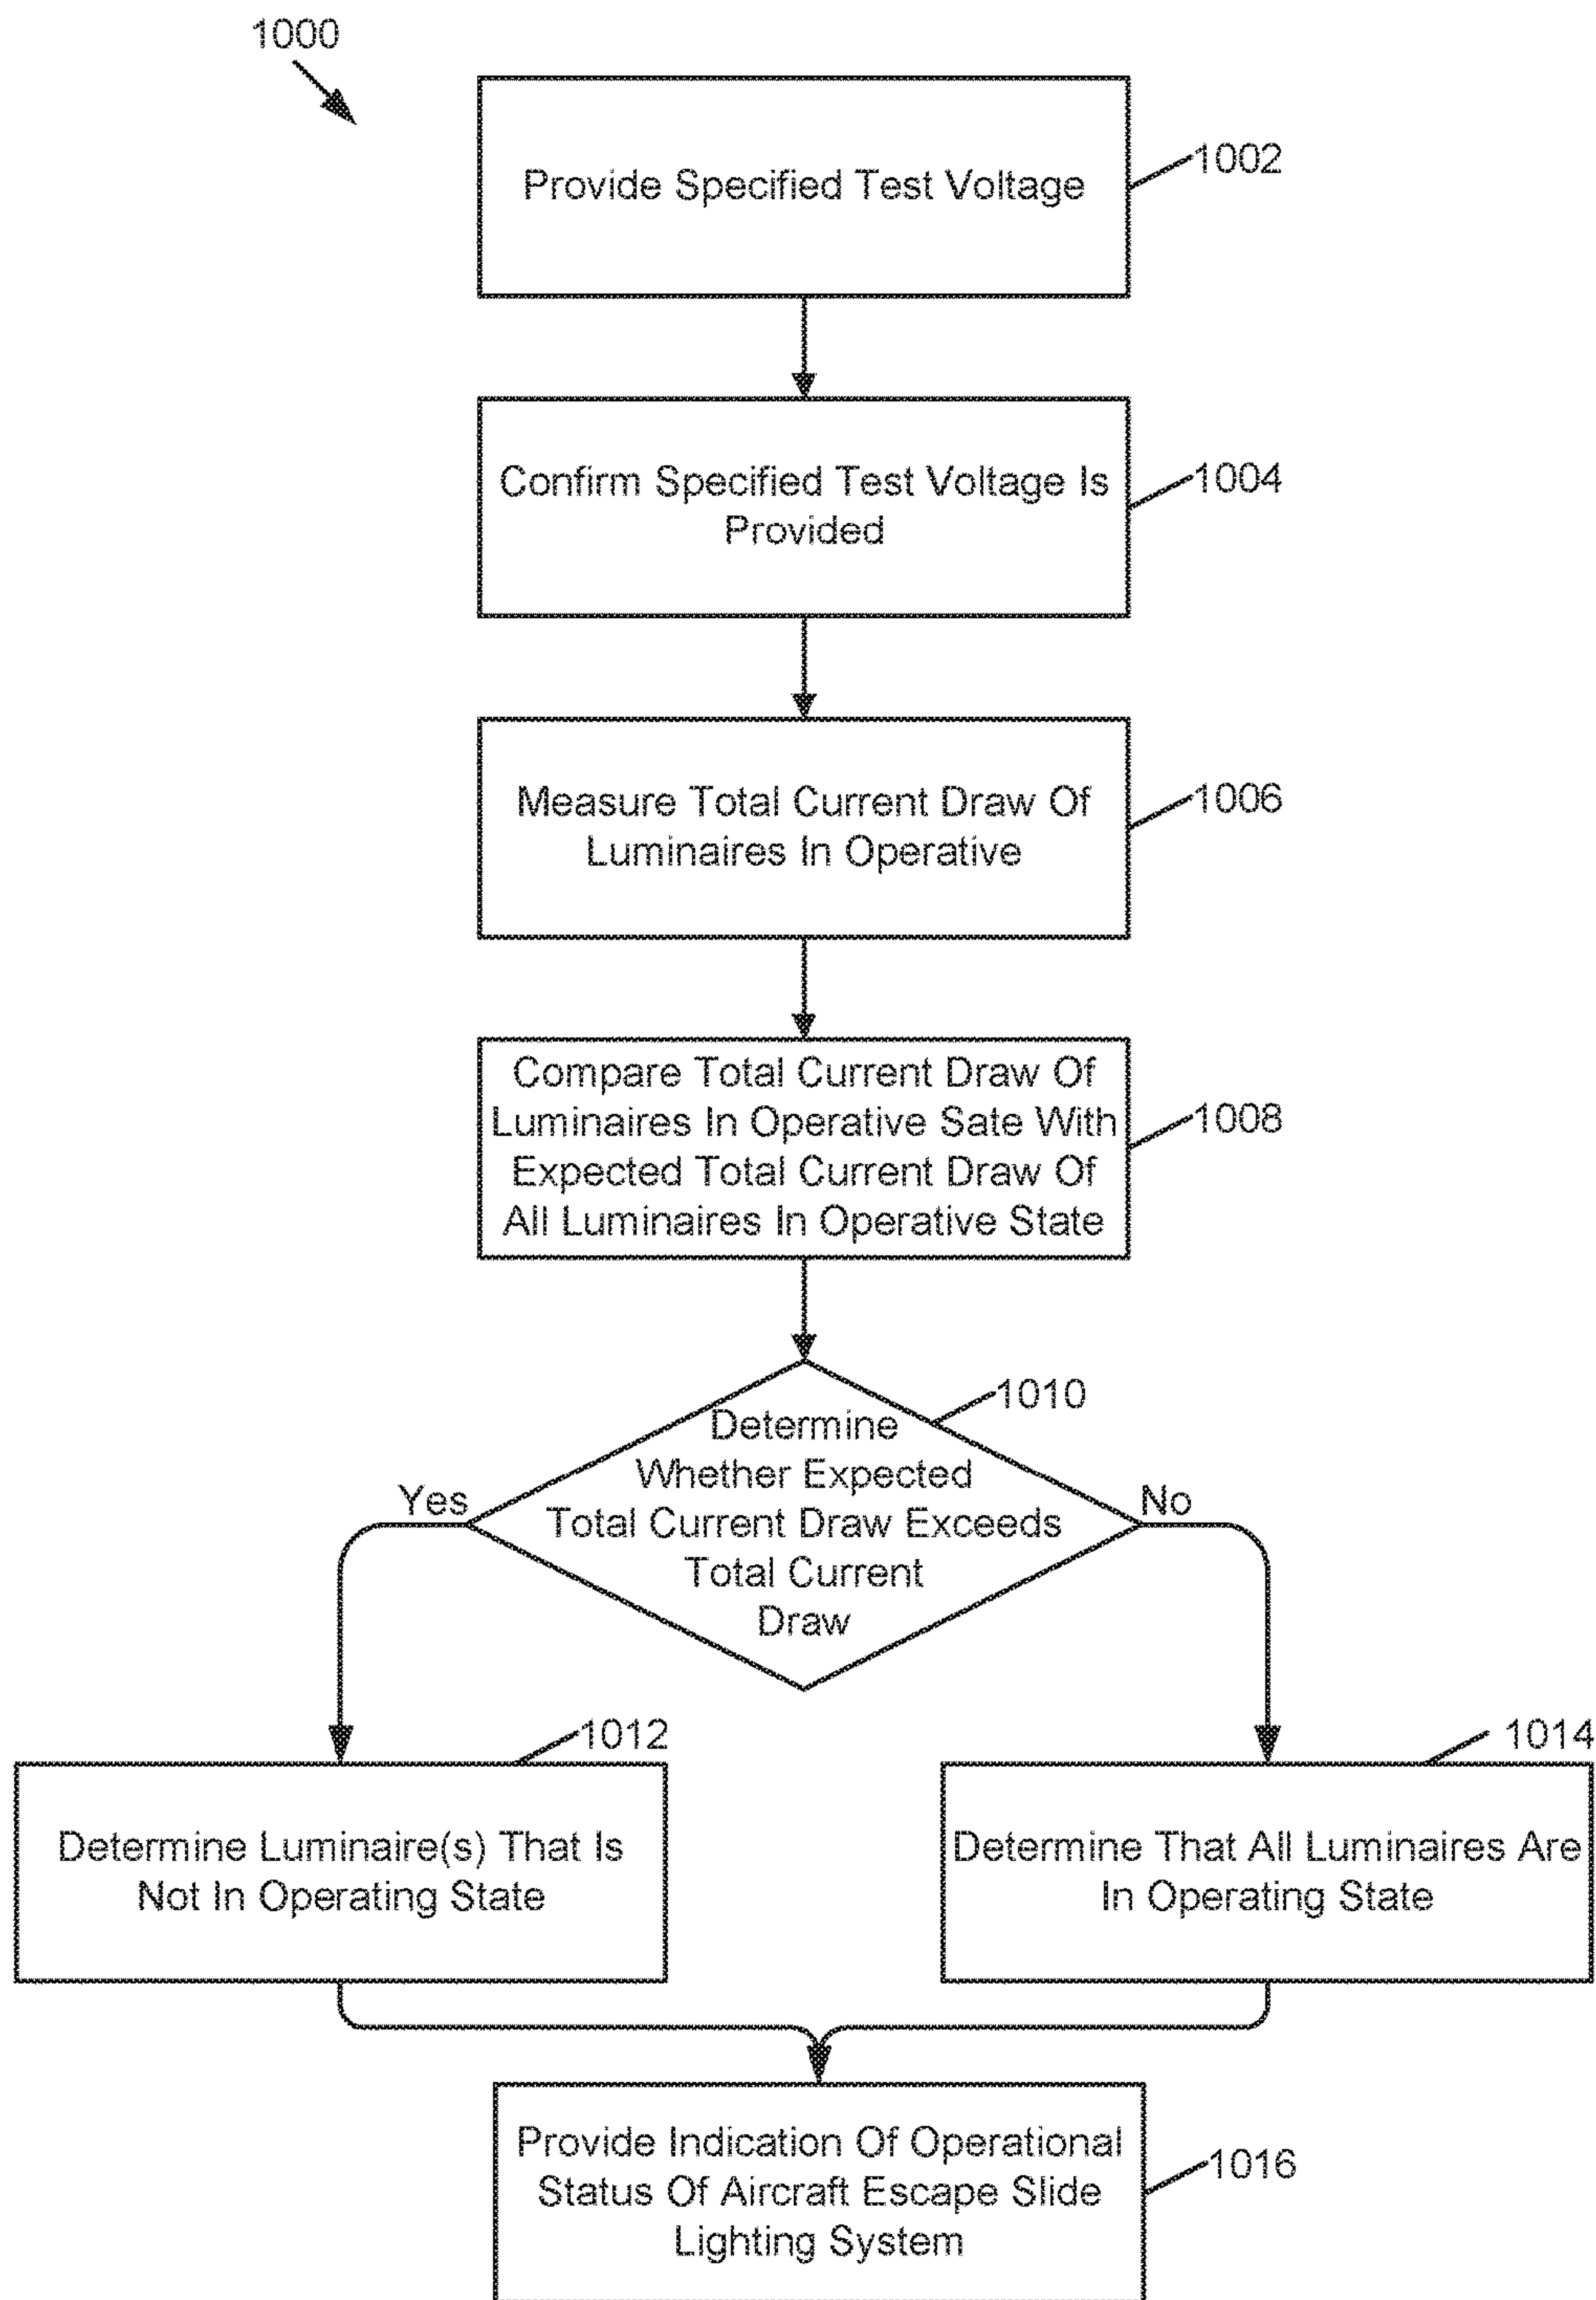 1000
Provide Specified Test Voltage
1002
Confirm Specified Test Voltage Is
Provided
1004
Measure Total Current Draw Of
Luminaires In Operative
1006
Compare Total Current Draw Of
Luminaires In Operative Sate With
Expected Total Current Draw Of
All Luminaires In Operative State
1008
1010
Determine
Whether Expected
Total Current Draw Exceeds
Total Current
Draw
Yes
No
1012
Determine Luminaire(s) That Is
Not In Operating State
1014
Determine That All Luminaires Are
In Operating State
Provide Indication Of Operational
Status Of Aircraft Escape Slide
Lighting System
1016